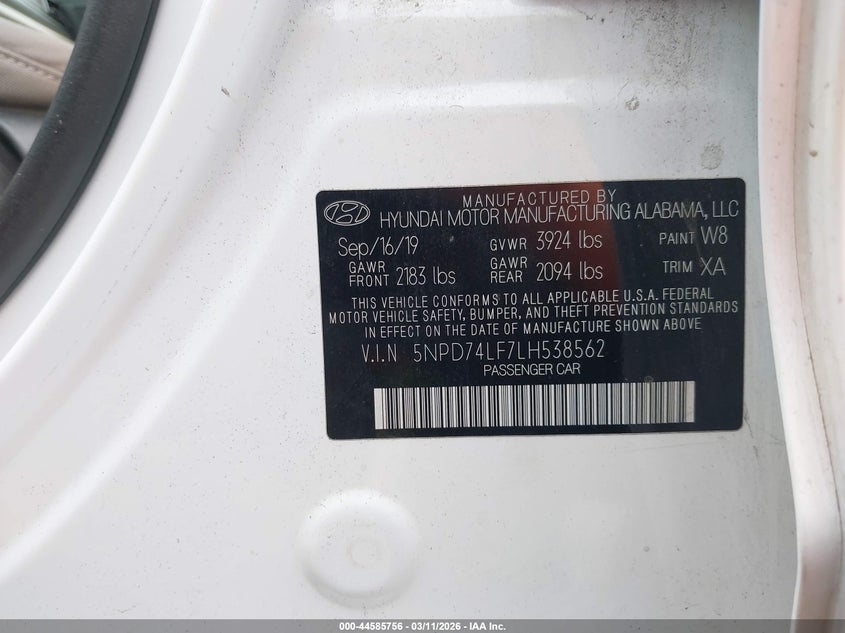 MANUFACTURED BY
HYUNDAI MOTOR MANUFACTURING ALABAMA, LLC
Sep/16/19 GVWR 3924 lbs PAINT W8
GAWR FRONT 2183 lbs GAWR REAR 2094 lbs TRIM XA
THIS VEHICLE CONFORMS TO ALL APPLICABLE U.S.A. FEDERAL
MOTOR VEHICLE SAFETY, BUMPER, AND THEFT PREVENTION STANDARDS
IN EFFECT ON THE DATE OF MANUFACTURE SHOWN ABOVE
V.I.N 5NPD74LF7LH538562
PASSENGER CAR
000-44585756 - 03/11/2026 - IAA Inc.